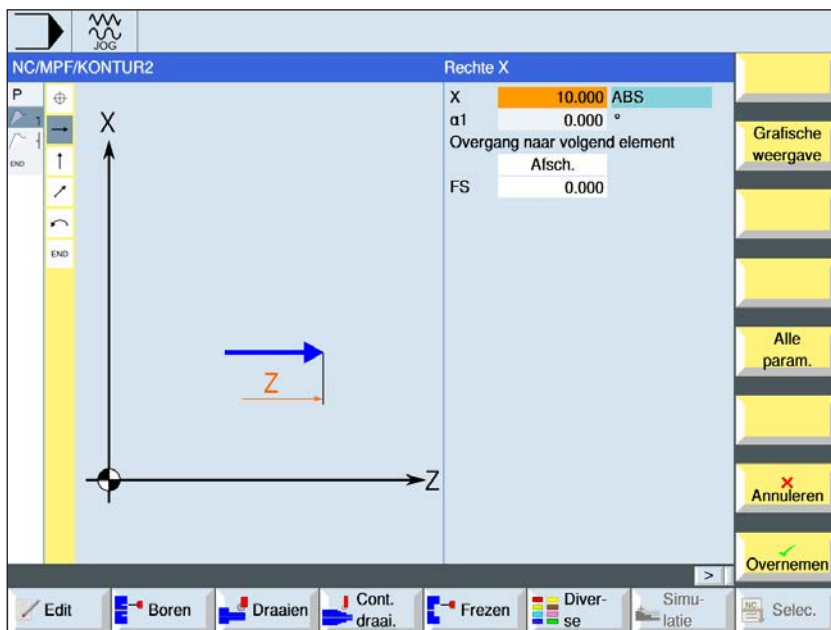 JOG
NC/MPF/KONTUR2
Rechte X
P
END
END
X
Z
Z
X 10.000 ABS
α1 0.000 °
Overgang naar volgend element
Afsch.
FS 0.000
Grafische
weergave
Alle
param.
Annuleren
Overnemen
>
Edit
Boren
Draaien
Cont.
draai.
Frezen
Diver-
se
Simu-
latie
NC
Selec.